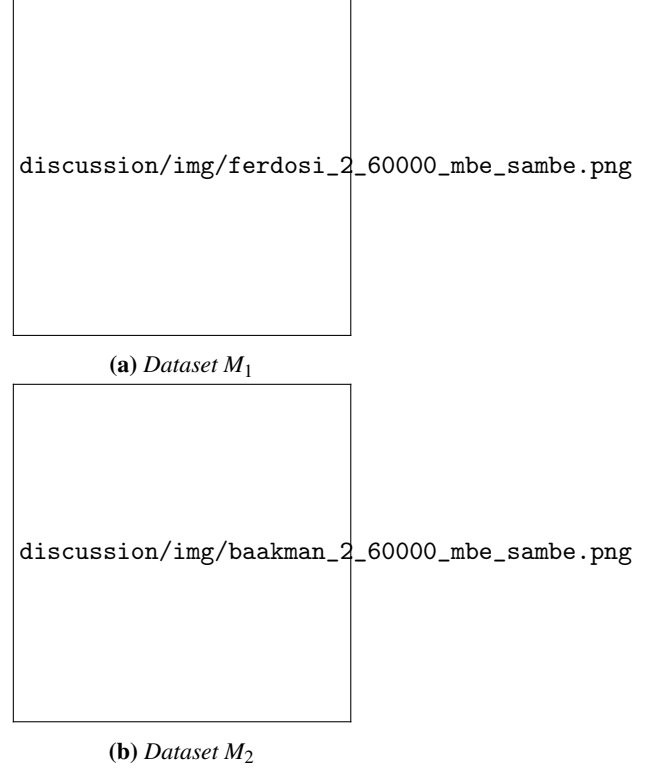 discussion/img/ferdosi_2_60000_mbe_sambe.png
(a) Dataset M1
discussion/img/baakman_2_60000_mbe_sambe.png
(b) Dataset M2